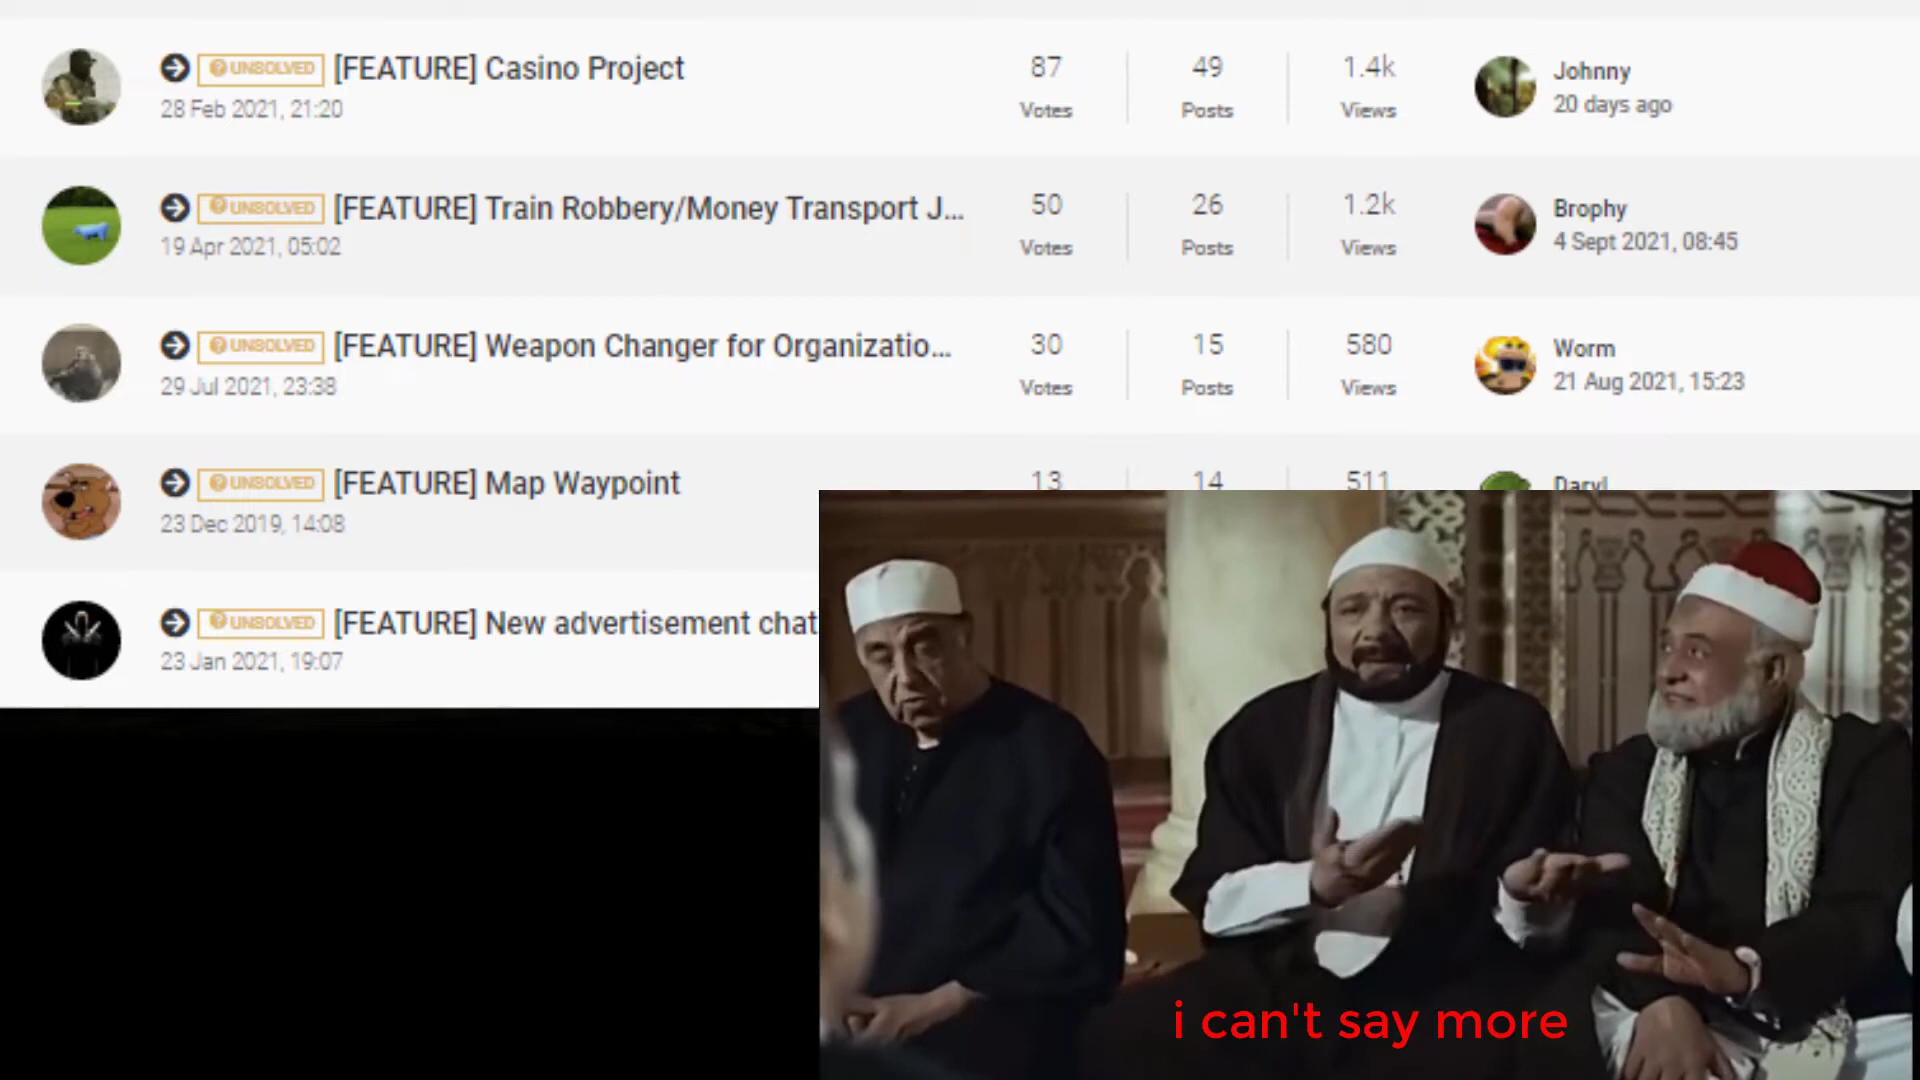 UNSOLVED [FEATURE] Casino Project
28 Feb 2021, 21:20
87
Votes
49
Posts
1.4k
Views
Johnny
20 days ago
UNSOLVED [FEATURE] Train Robbery/Money Transport J...
19 Apr 2021, 05:02
50
Votes
26
Posts
1.2k
Views
Brophy
4 Sept 2021, 08:45
UNSOLVED [FEATURE] Weapon Changer for Organizatio...
29 Jul 2021, 23:38
30
Votes
15
Posts
580
Views
Worm
21 Aug 2021, 15:23
UNSOLVED [FEATURE] Map Waypoint
23 Dec 2019, 14:08
13
14
511
Daryl
UNSOLVED [FEATURE] New advertisement chat
23 Jan 2021, 19:07
i can't say more